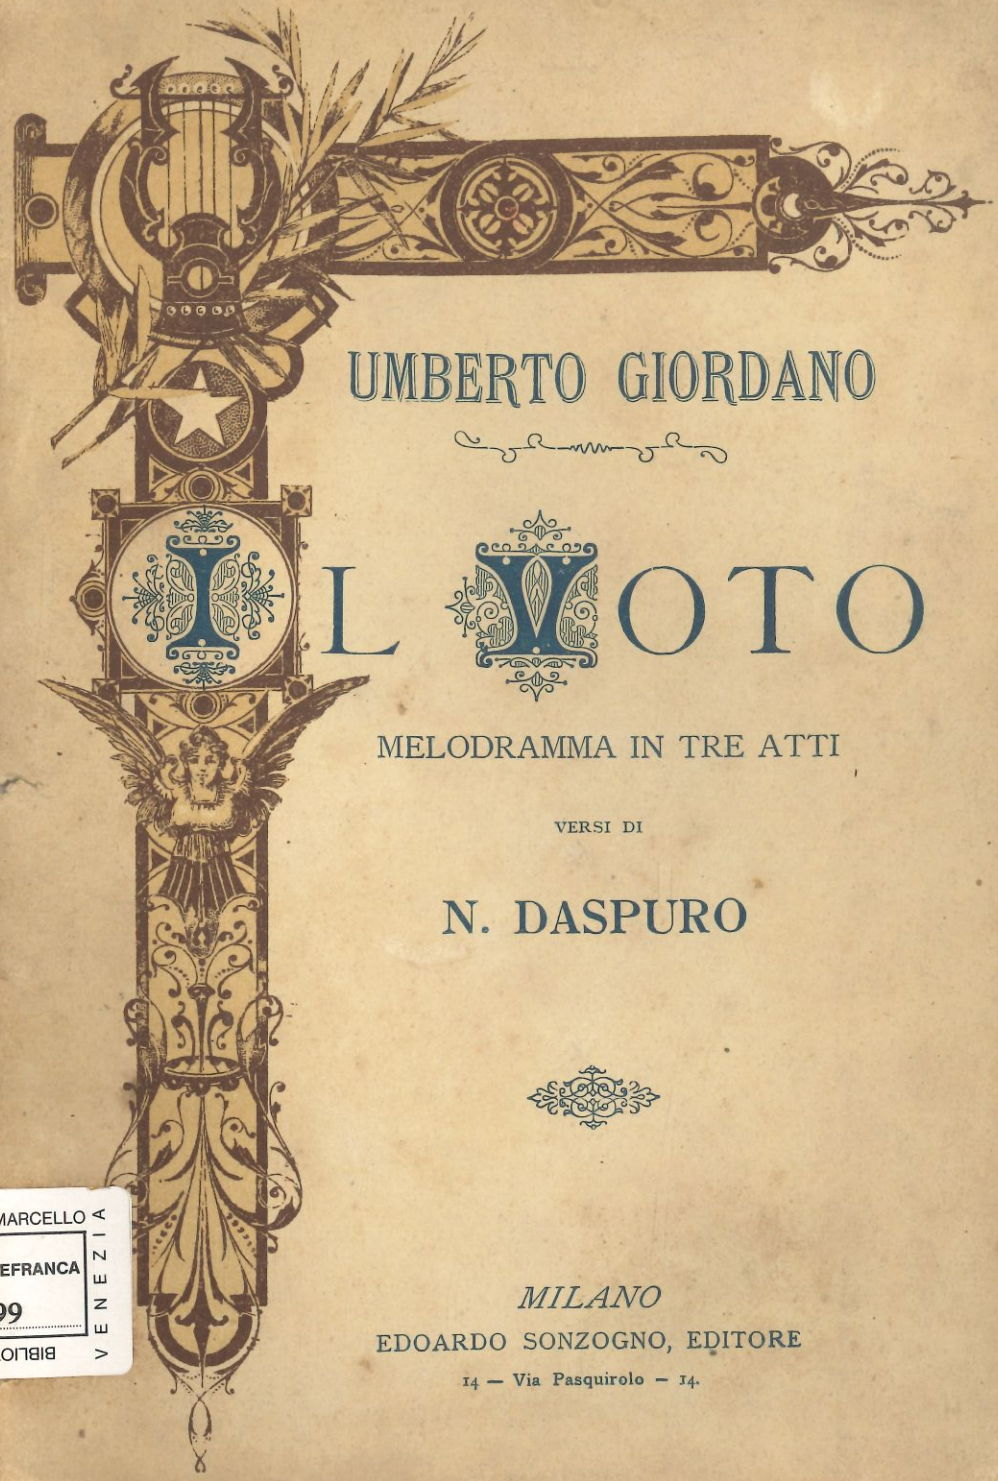 UMBERTO GIORDANO
IL VOTO
MELODRAMMA IN TRE ATTI
VERSI DI
N. DASPURO
MILANO
EDOARDO SONZOGNO, EDITORE
14 — Via Pasquirolo — 14.
MARCELLO
VENEZIA
EFRANCA
99